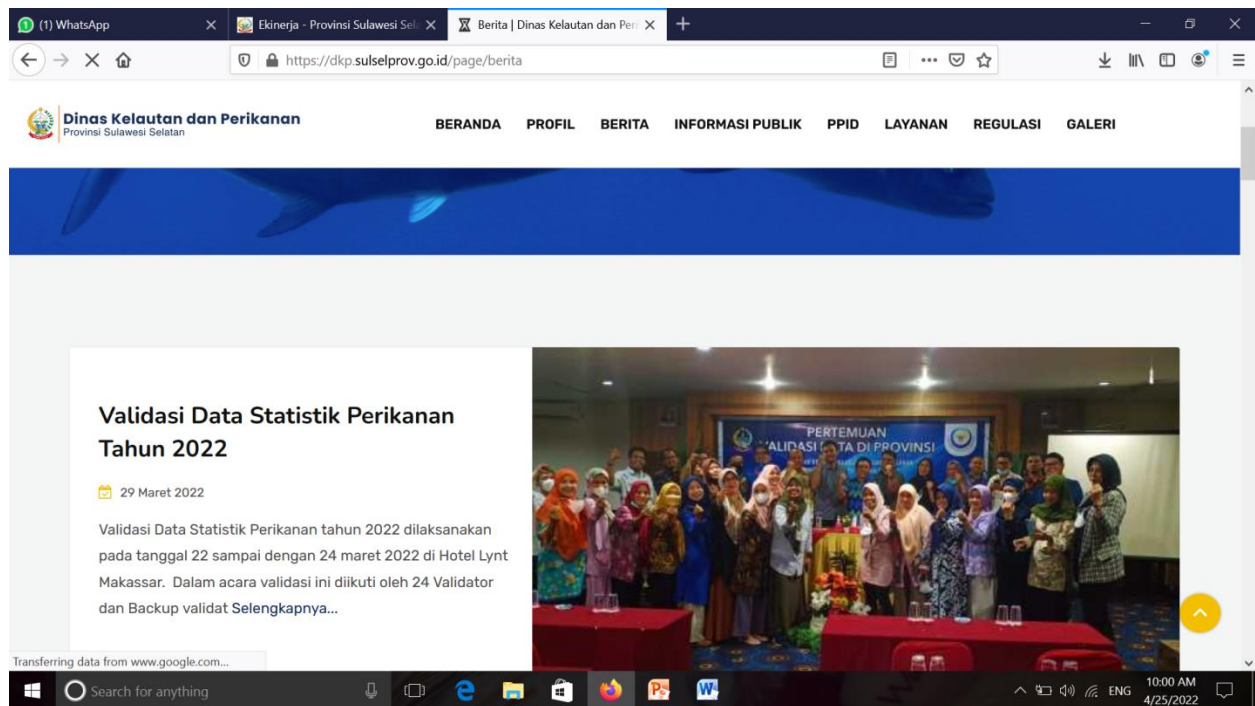 (1) WhatsApp
Ekinerja - Provinsi Sulawesi Sel
Berita | Dinas Kelautan dan Peri
https://dkp.sulselprov.go.id/page/berita
Dinas Kelautan dan Perikanan
Provinsi Sulawesi Selatan
BERANDA PROFIL BERITA INFORMASI PUBLIK PPID LAYANAN REGULASI GALERI
Validasi Data Statistik Perikanan
Tahun 2022
29 Maret 2022
Validasi Data Statistik Perikanan tahun 2022 dilaksanakan
pada tanggal 22 sampai dengan 24 maret 2022 di Hotel Lynt
Makassar. Dalam acara validasi ini diikuti oleh 24 Validator
dan Backup validat Selengkapnya...
PERTEMUAN
VALIDASI DATA DI PROVINSI
Transferring data from www.google.com...
Search for anything
ENG
10:00 AM
4/25/2022